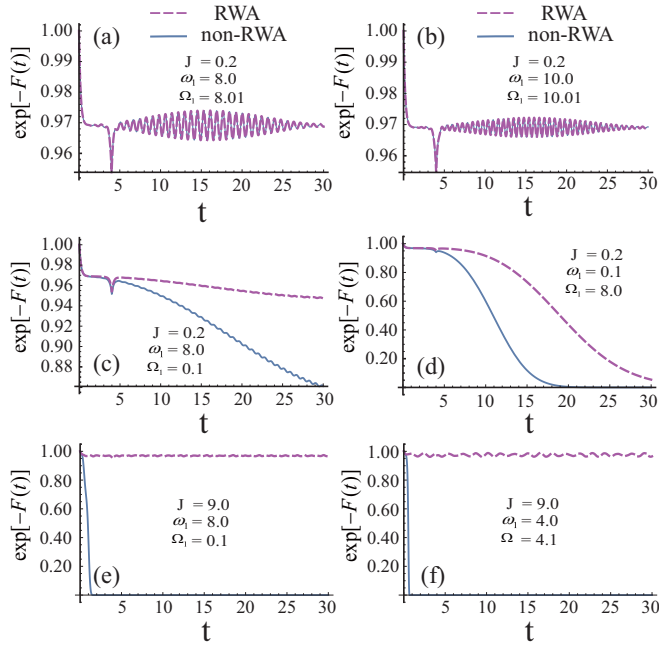 RWA
non-RWA
(a)
J = 0.2
ω₁ = 8.0
Ω₁ = 8.01
exp[−F(t)]
0.99
0.98
0.97
0.96
5 10 15 20 25 30
t
RWA
non-RWA
(b)
J = 0.2
ω₁ = 10.0
Ω₁ = 10.01
exp[−F(t)]
0.99
0.98
0.97
0.96
5 10 15 20 25 30
t
(c)
J = 0.2
ω₁ = 8.0
Ω₁ = 0.1
exp[−F(t)]
0.98
0.96
0.94
0.92
0.90
0.88
5 10 15 20 25 30
t
(d)
J = 0.2
ω₁ = 0.1
Ω₁ = 8.0
exp[−F(t)]
1.00
0.80
0.60
0.40
0.20
5 10 15 20 25 30
t
(e)
J = 9.0
ω₁ = 8.0
Ω₁ = 0.1
exp[−F(t)]
1.00
0.80
0.60
0.40
0.20
5 10 15 20 25 30
t
(f)
J = 9.0
ω₁ = 4.0
Ω = 4.1
exp[−F(t)]
1.00
0.80
0.60
0.40
0.20
5 10 15 20 25 30
t